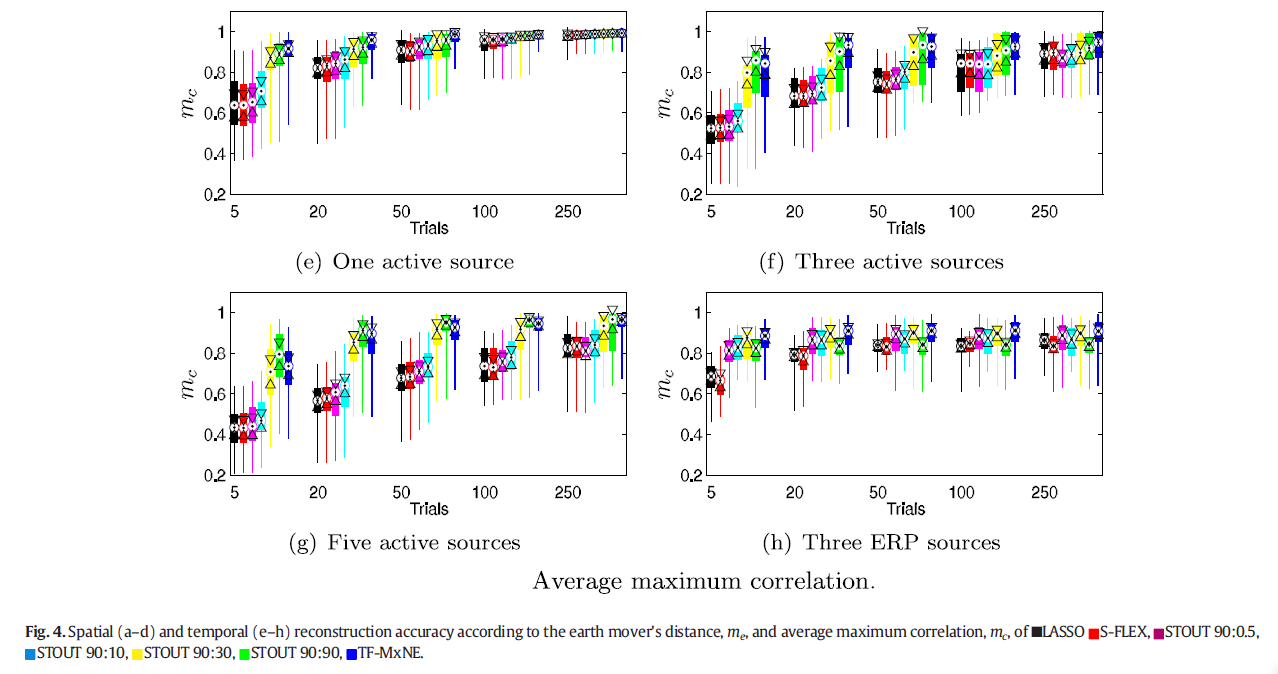 1
0.8
0.6
0.4
0.2
m_c
5 20 50 100 250
Trials
(e) One active source
1
0.8
0.6
0.4
0.2
m_c
5 20 50 100 250
Trials
(f) Three active sources
1
0.8
0.6
0.4
0.2
m_c
5 20 50 100 250
Trials
(g) Five active sources
1
0.8
0.6
0.4
0.2
m_c
5 20 50 100 250
Trials
(h) Three ERP sources
Average maximum correlation.
Fig. 4. Spatial (a–d) and temporal (e–h) reconstruction accuracy according to the earth mover's distance, m_e, and average maximum correlation, m_c, of LASSO S-FLEX, STOUT 90:0.5,
STOUT 90:10, STOUT 90:30, STOUT 90:90, TF-MxNE.